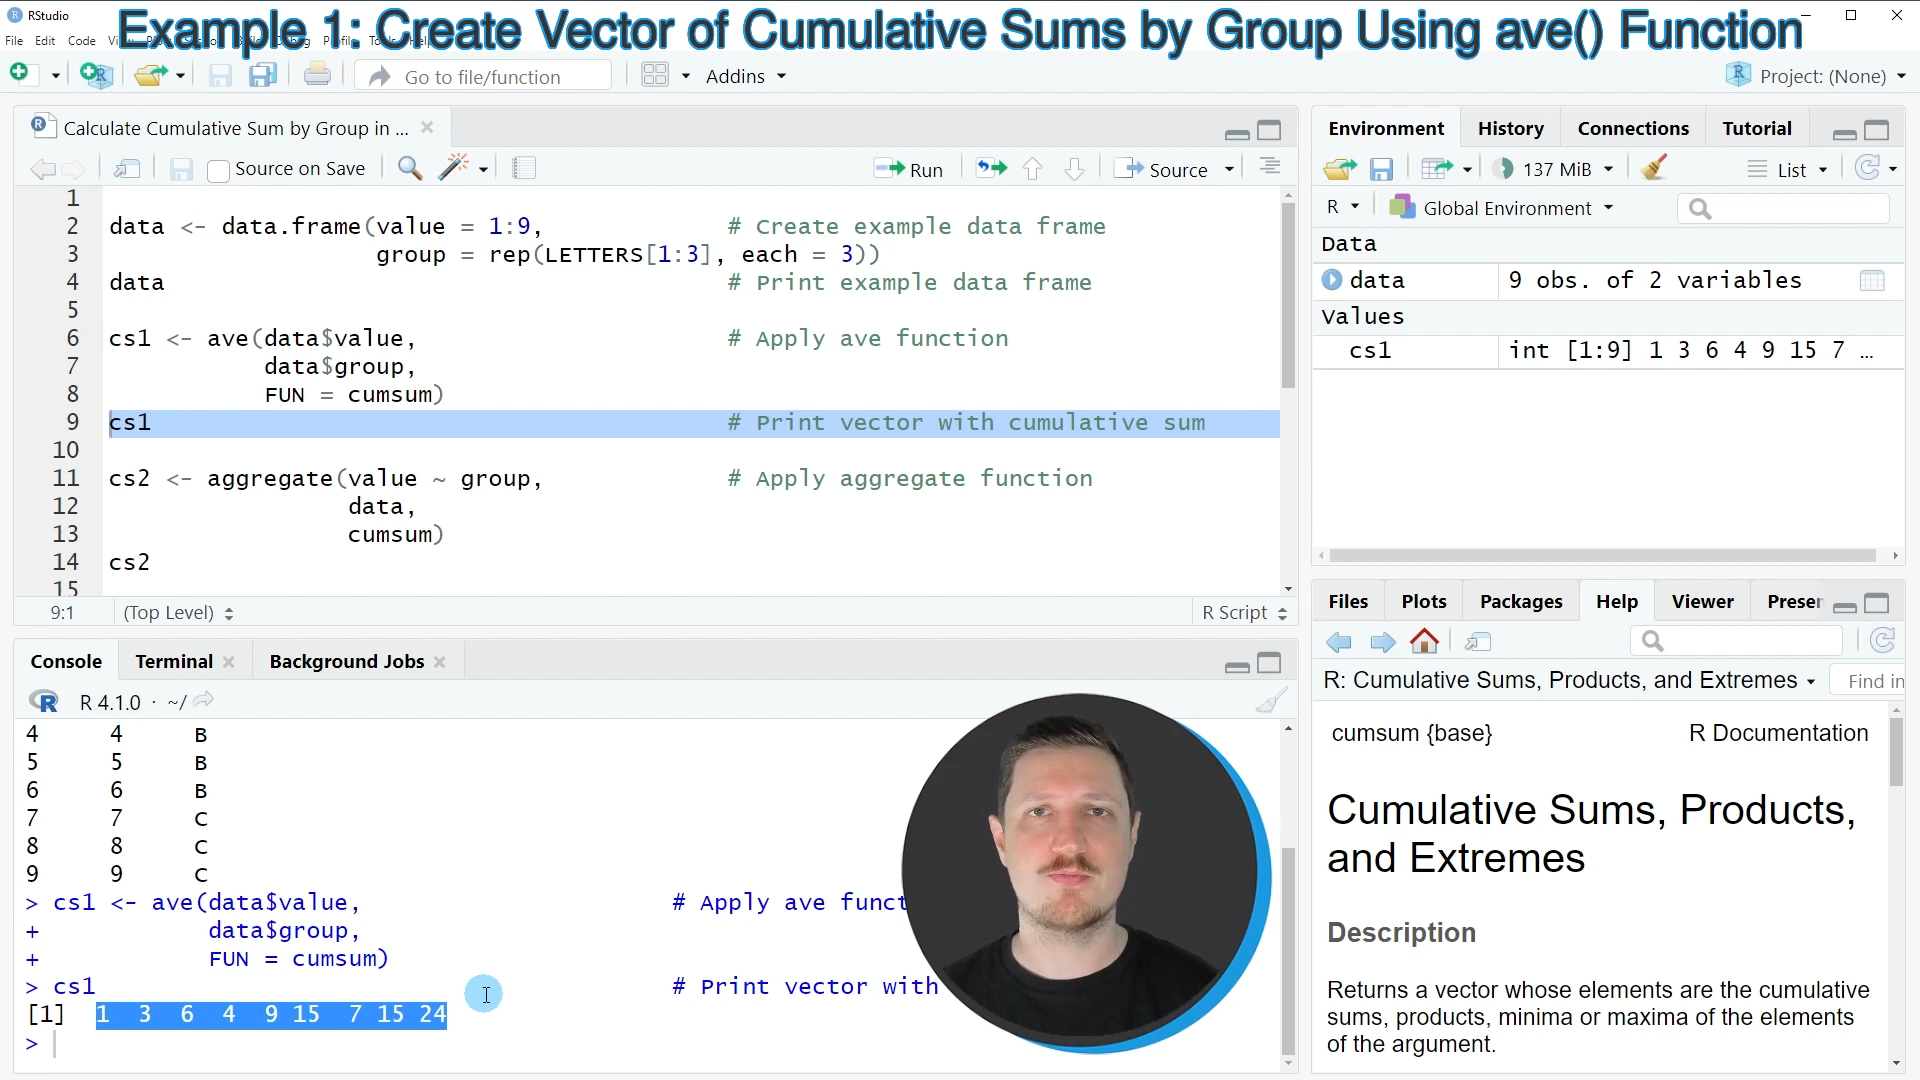 RStudio
Example 1: Create Vector of Cumulative Sums by Group Using ave() Function
File Edit Code
Go to file/function
Addins
Project: (None)
Calculate Cumulative Sum by Group in ...
Source on Save
Run
Source
1
2 data <- data.frame(value = 1:9, # Create example data frame
3 group = rep(LETTERS[1:3], each = 3))
4 data # Print example data frame
5
6 cs1 <- ave(data$value, # Apply ave function
7 data$group,
8 FUN = cumsum)
9 cs1 # Print vector with cumulative sum
10
11 cs2 <- aggregate(value ~ group, # Apply aggregate function
12 data,
13 cumsum)
14 cs2
15
9:1 (Top Level) R Script
Console Terminal Background Jobs
R 4.1.0 · ~/
4 4 B
5 5 B
6 6 B
7 7 C
8 8 C
9 9 C
> cs1 <- ave(data$value, # Apply ave funct
+ data$group,
+ FUN = cumsum)
> cs1 # Print vector with
[1] 1 3 6 4 9 15 7 15 24
>
Environment History Connections Tutorial
137 MiB List
R Global Environment
Data
data 9 obs. of 2 variables
Values
cs1 int [1:9] 1 3 6 4 9 15 7 ...
Files Plots Packages Help Viewer Preser
R: Cumulative Sums, Products, and Extremes Find in
cumsum {base} R Documentation
Cumulative Sums, Products,
and Extremes
Description
Returns a vector whose elements are the cumulative
sums, products, minima or maxima of the elements
of the argument.